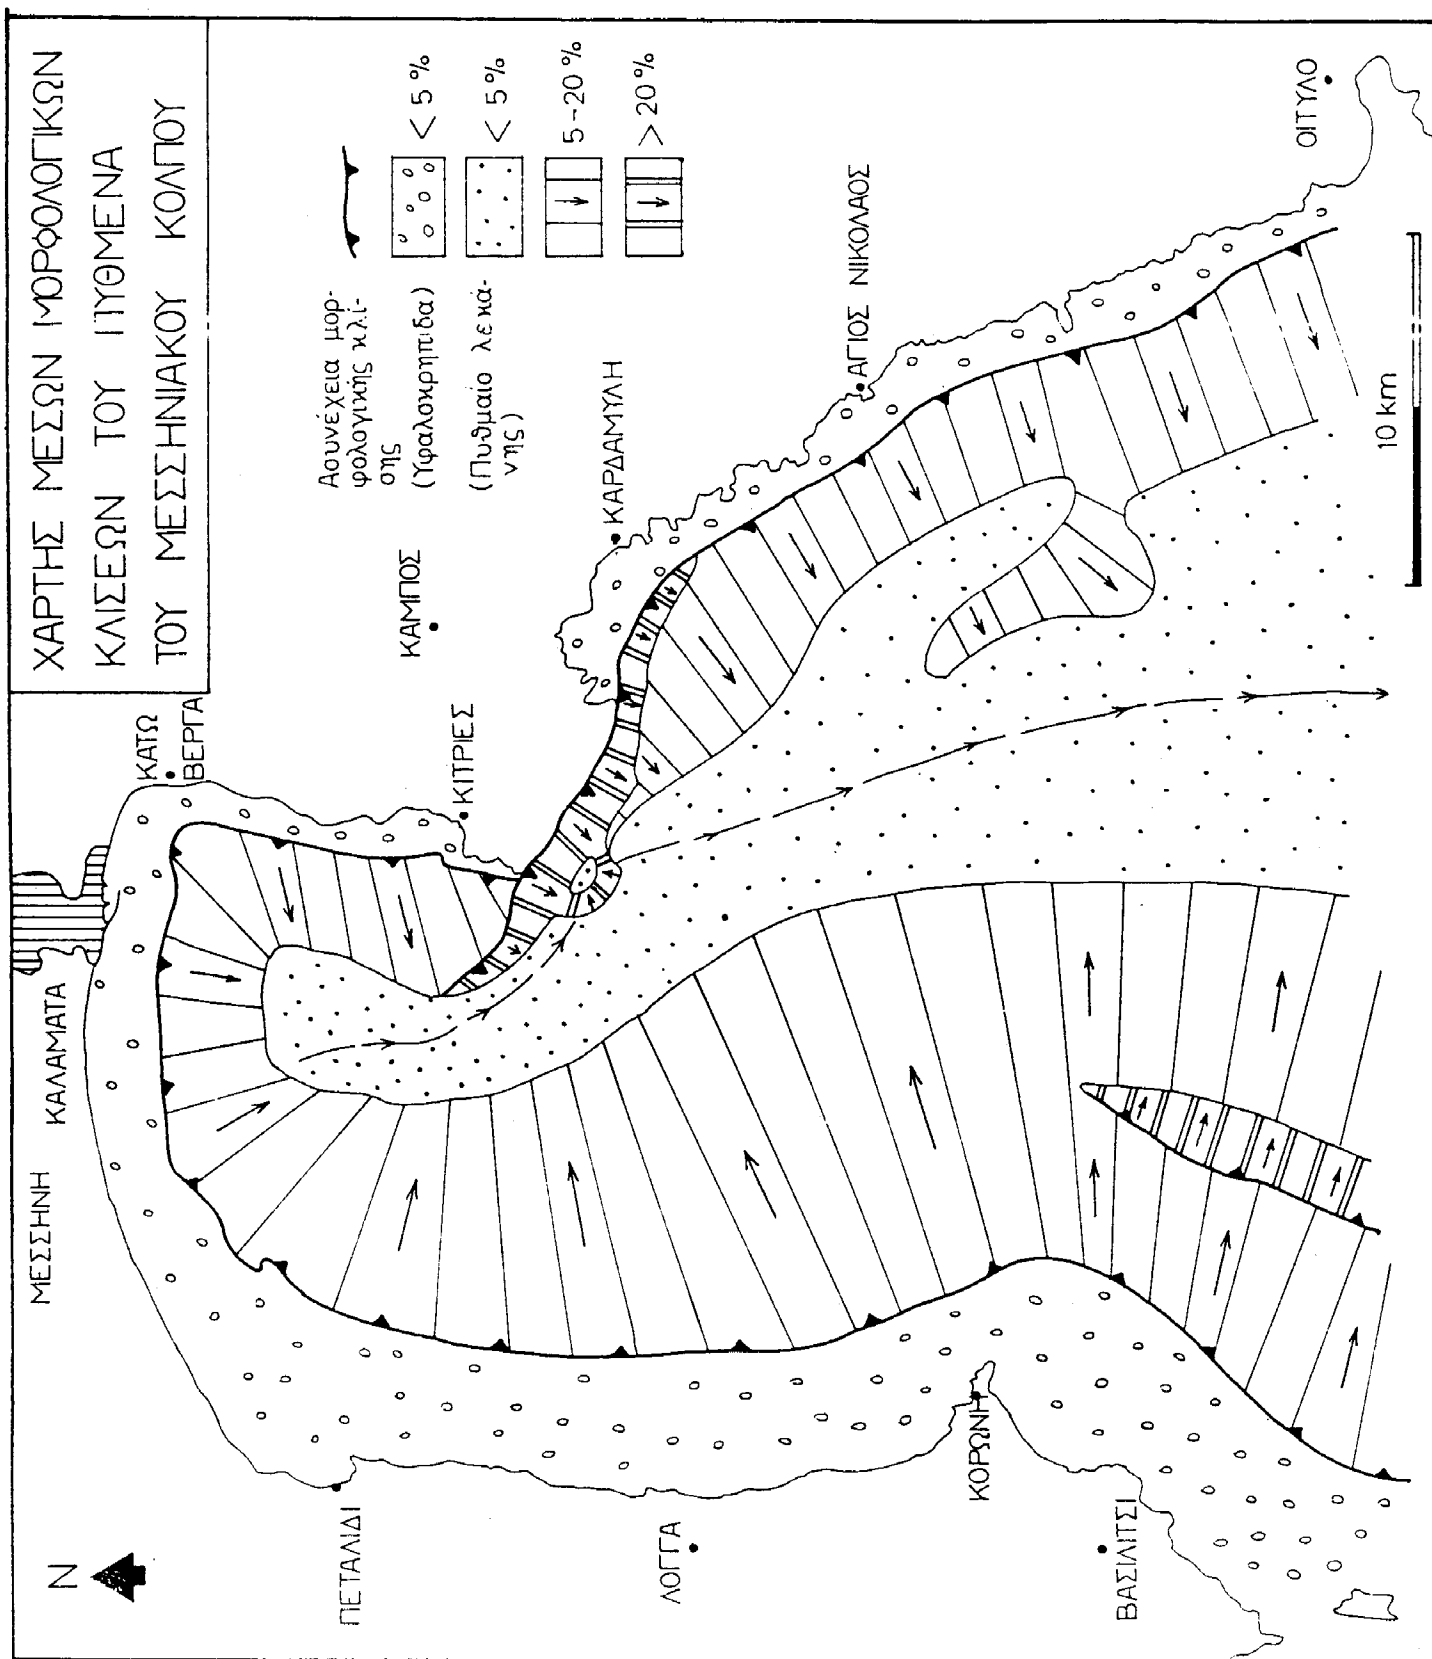 ΧΑΡΤΗΣ ΜΕΣΩΝ ΜΟΡΦΟΛΟΓΙΚΩΝ
ΚΛΙΣΕΩΝ ΤΟΥ ΠΥΘΜΕΝΑ
ΤΟΥ ΜΕΣΣΗΝΙΑΚΟΥ ΚΟΛΠΟΥ
Ασυνέχεια μορ-
φολογικής κλί-
σης
(Υφαλοκρηπιδα)
< 5%
(Πυθμαίο λεκά-
νης)
< 5%
5-20%
> 20%
N
ΜΕΣΣΗΝΗ
ΚΑΛΑΜΑΤΑ
ΚΑΤΩ
ΒΕΡΓΑ
ΚΙΤΡΙΕΣ
ΚΑΜΠΟΣ
ΚΑΡΔΑΜΥΛΗ
ΑΓΙΟΣ ΝΙΚΟΛΑΟΣ
ΟΙΤΥΛΟ
ΠΕΤΑΛΙΔΙ
ΛΟΓΓΑ
ΚΟΡΩΝΗ
ΒΑΣΙΛΙΤΣΙ
10 km